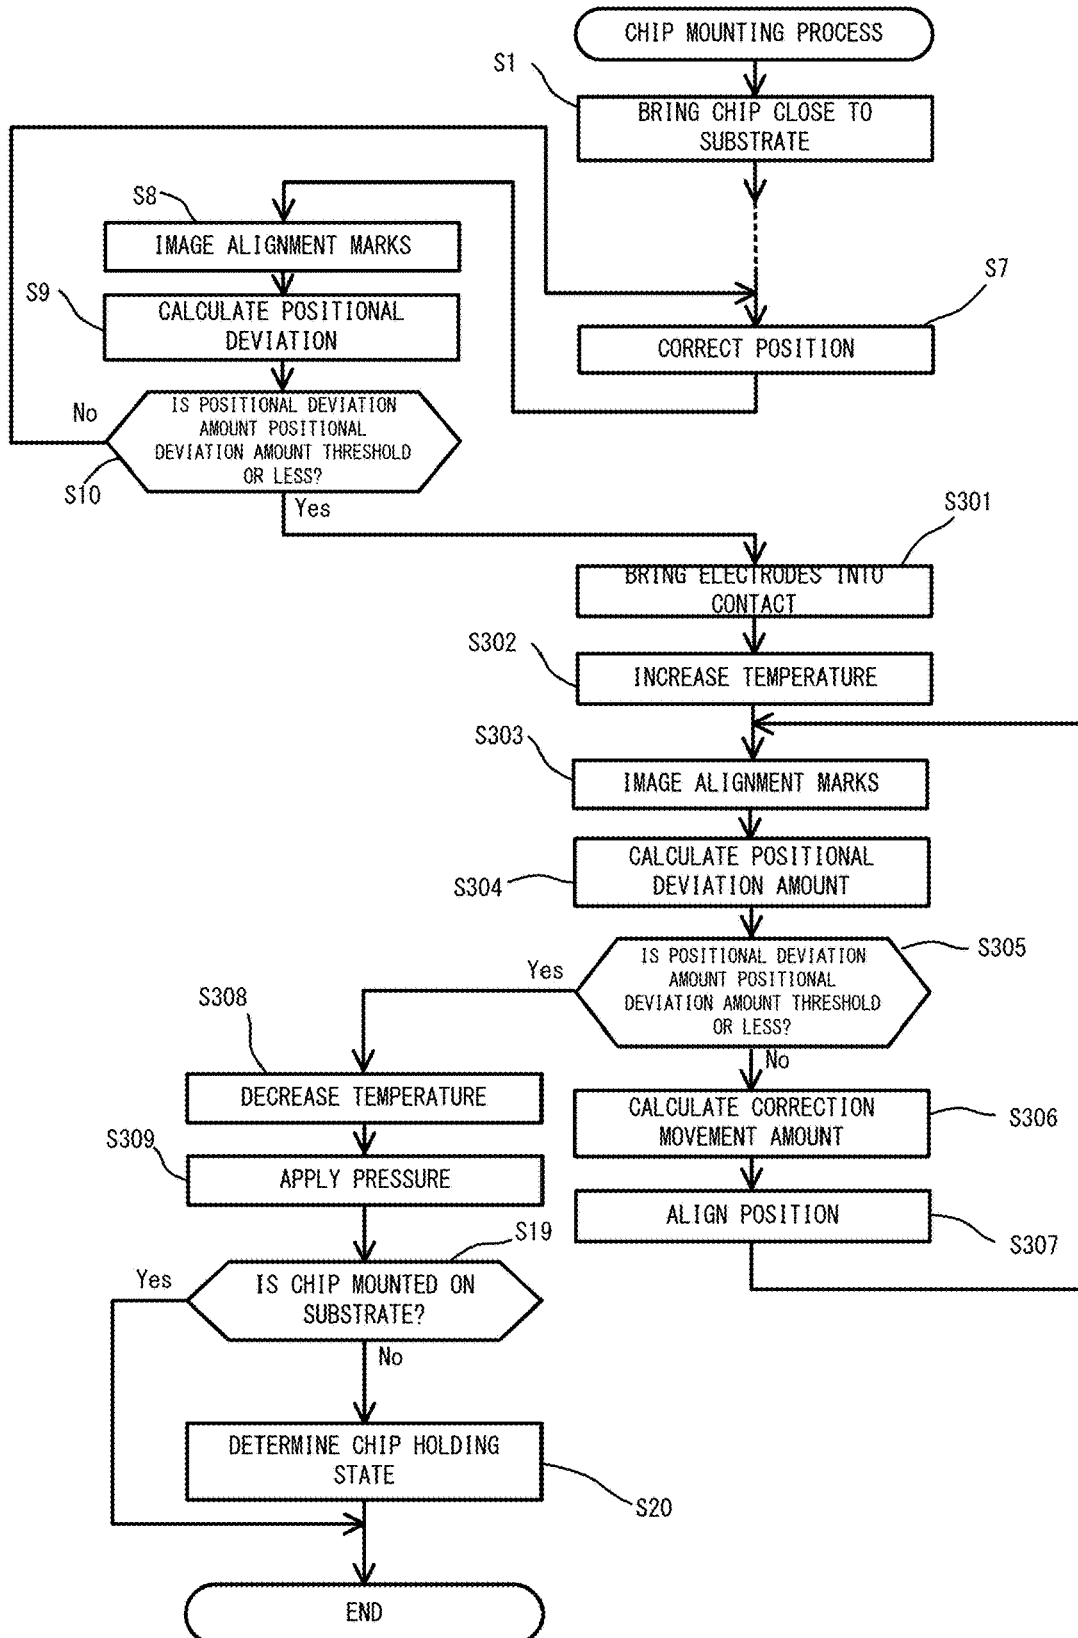 CHIP MOUNTING PROCESS
S1
BRING CHIP CLOSE TO
SUBSTRATE
S8
IMAGE ALIGNMENT MARKS
S9
CALCULATE POSITIONAL
DEVIATION
S7
CORRECT POSITION
No
IS POSITIONAL DEVIATION
AMOUNT POSITIONAL
DEVIATION AMOUNT THRESHOLD
OR LESS?
S10
Yes
S301
BRING ELECTRODES INTO
CONTACT
S302
INCREASE TEMPERATURE
S303
IMAGE ALIGNMENT MARKS
CALCULATE POSITIONAL
DEVIATION AMOUNT
S304
S305
IS POSITIONAL DEVIATION
AMOUNT POSITIONAL
DEVIATION AMOUNT THRESHOLD
OR LESS?
Yes
No
S308
DECREASE TEMPERATURE
CALCULATE CORRECTION
MOVEMENT AMOUNT
S306
S309
APPLY PRESSURE
ALIGN POSITION
S307
S19
Yes
IS CHIP MOUNTED ON
SUBSTRATE?
No
DETERMINE CHIP HOLDING
STATE
S20
END